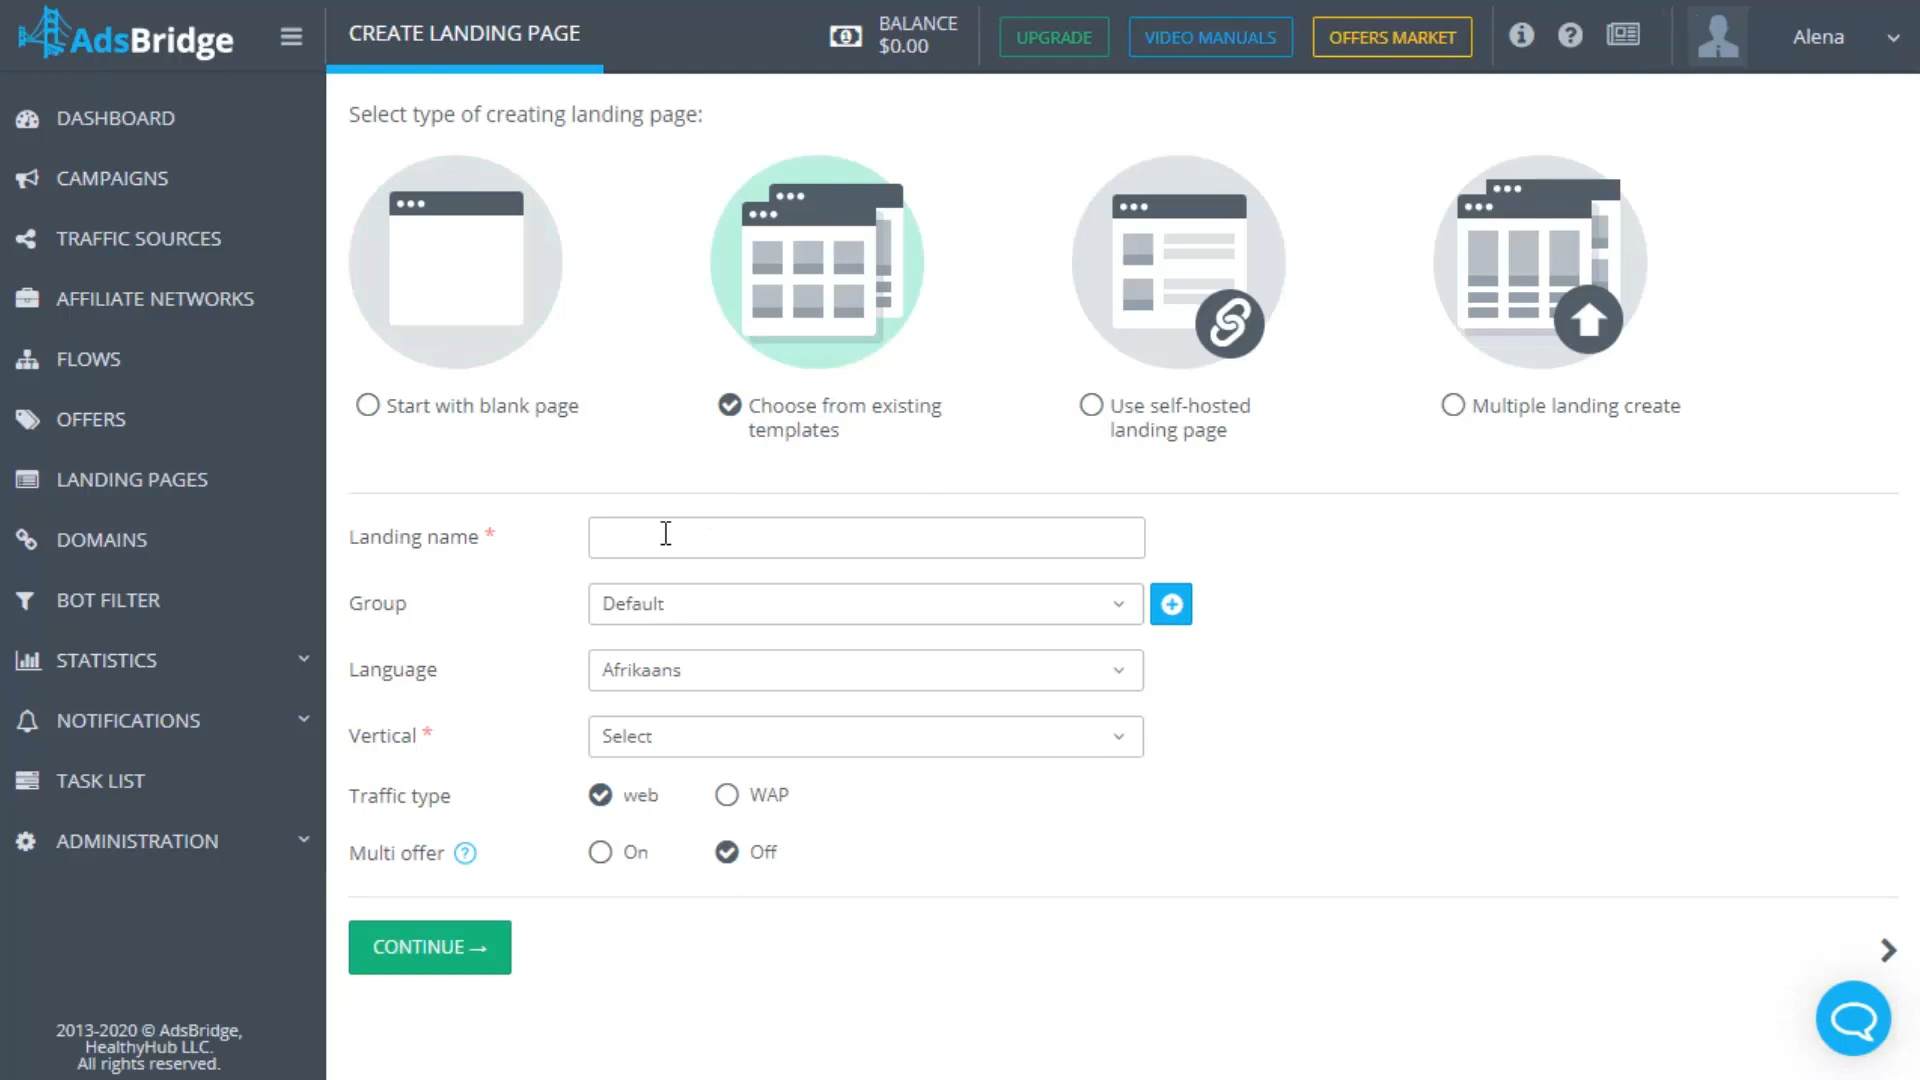 AdsBridge
CREATE LANDING PAGE
BALANCE
$0.00
UPGRADE
VIDEO MANUALS
OFFERS MARKET
Alena
DASHBOARD
CAMPAIGNS
TRAFFIC SOURCES
AFFILIATE NETWORKS
FLOWS
OFFERS
LANDING PAGES
DOMAINS
BOT FILTER
STATISTICS
NOTIFICATIONS
TASK LIST
ADMINISTRATION
2013-2020 © AdsBridge,
HealthyHub LLC.
All rights reserved.
Select type of creating landing page:
Start with blank page
Choose from existing
templates
Use self-hosted
landing page
Multiple landing create
Landing name *
Group
Default
Language
Afrikaans
Vertical *
Select
Traffic type
web
WAP
Multi offer ?
On
Off
CONTINUE →